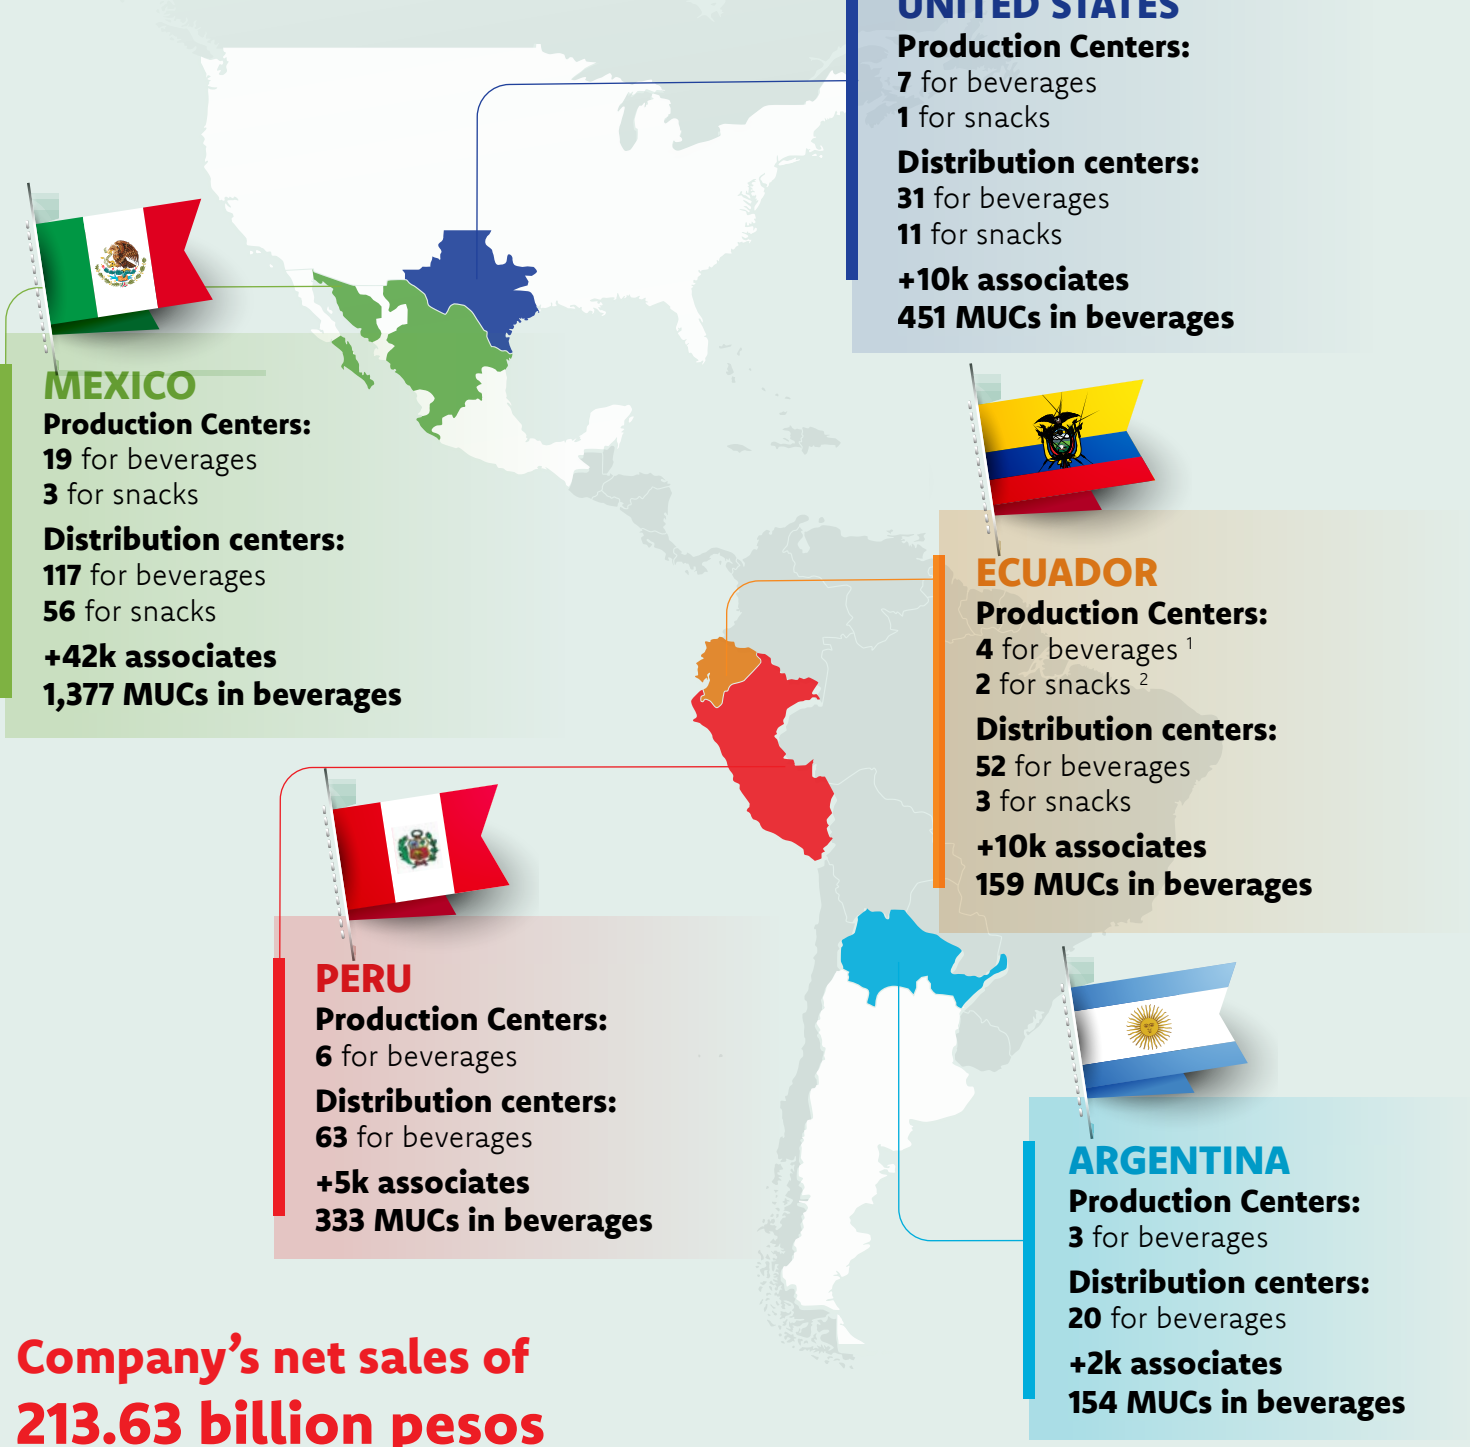 UNITED STATES
Production Centers:
7 for beverages
1 for snacks
Distribution centers:
31 for beverages
11 for snacks
+10k associates
451 MUCs in beverages
MEXICO
Production Centers:
19 for beverages
3 for snacks
Distribution centers:
117 for beverages
56 for snacks
+42k associates
1,377 MUCs in beverages
ECUADOR
Production Centers:
4 for beverages 1
2 for snacks 2
Distribution centers:
52 for beverages
3 for snacks
+10k associates
159 MUCs in beverages
PERU
Production Centers:
6 for beverages
Distribution centers:
63 for beverages
+5k associates
333 MUCs in beverages
ARGENTINA
Production Centers:
3 for beverages
Distribution centers:
20 for beverages
+2k associates
154 MUCs in beverages
Company’s net sales of
213.63 billion pesos